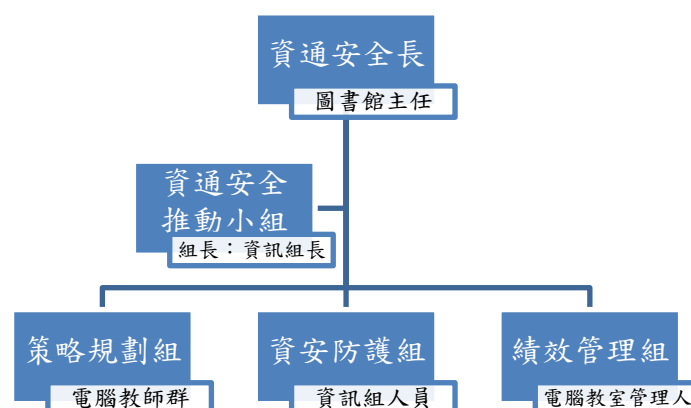 資通安全長
圖書館主任
資通安全
推動小組
組長：資訊組長
策略規劃組
資安防護組
績效管理組
電腦教師群
資訊組人員
電腦教室管理人